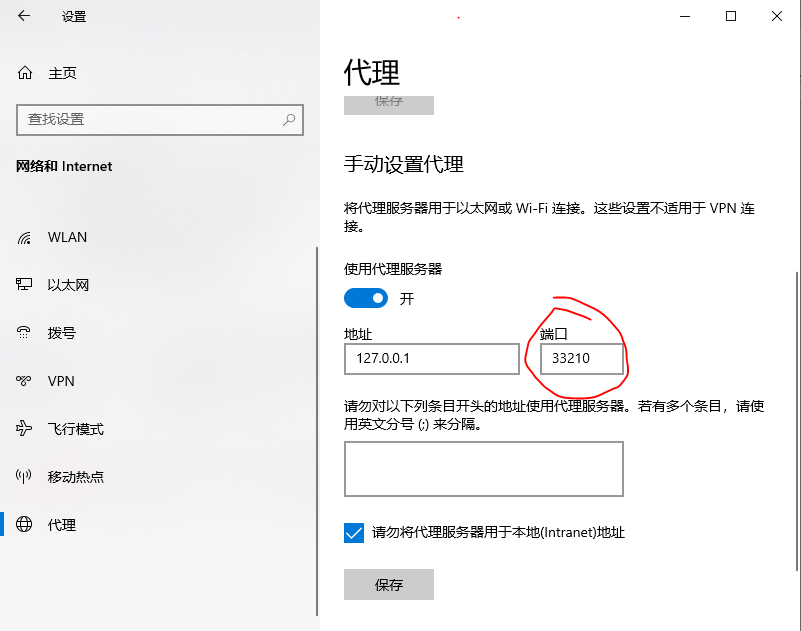 设置
主页
查找设置
网络和 Internet
WLAN
以太网
拨号
VPN
飞行模式
移动热点
代理
代理
保存
手动设置代理
将代理服务器用于以太网或 Wi-Fi 连接。这些设置不适用于 VPN 连
接。
使用代理服务器
开
地址 端口
127.0.0.1 33210
请勿对以下列条目开头的地址使用代理服务器。若有多个条目，请使
用英文分号 (;) 来分隔。
请勿将代理服务器用于本地(Intranet)地址
保存